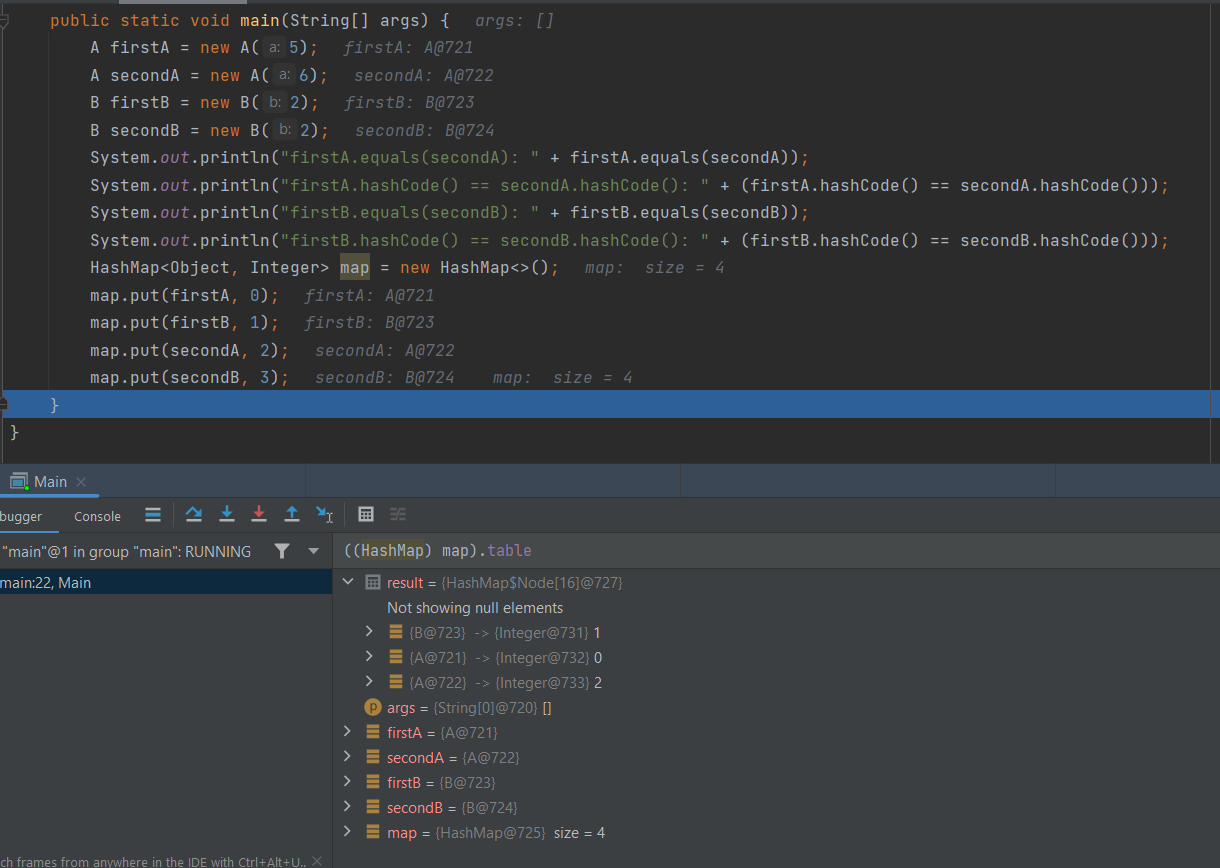 public static void main(String[] args) {   args: []
A firstA = new A( a: 5);   firstA: A@721
A secondA = new A( a: 6);   secondA: A@722
B firstB = new B( b: 2);   firstB: B@723
B secondB = new B( b: 2);   secondB: B@724
System.out.println("firstA.equals(secondA): " + firstA.equals(secondA));
System.out.println("firstA.hashCode() == secondA.hashCode(): " + (firstA.hashCode() == secondA.hashCode()));
System.out.println("firstB.equals(secondB): " + firstB.equals(secondB));
System.out.println("firstB.hashCode() == secondB.hashCode(): " + (firstB.hashCode() == secondB.hashCode()));
HashMap<Object, Integer> map = new HashMap<>();   map:  size = 4
map.put(firstA, 0);   firstA: A@721
map.put(firstB, 1);   firstB: B@723
map.put(secondA, 2);   secondA: A@722
map.put(secondB, 3);   secondB: B@724    map:  size = 4
}
}
Main
bugger   Console
"main"@1 in group "main": RUNNING
main:22, Main
((HashMap) map).table
result = {HashMap$Node[16]@727}
Not showing null elements
{B@723} -> {Integer@731} 1
{A@721} -> {Integer@732} 0
{A@722} -> {Integer@733} 2
p args = {String[0]@720} []
firstA = {A@721}
secondA = {A@722}
firstB = {B@723}
secondB = {B@724}
map = {HashMap@725} size = 4
ch frames from anywhere in the IDE with Ctrl+Alt+U..